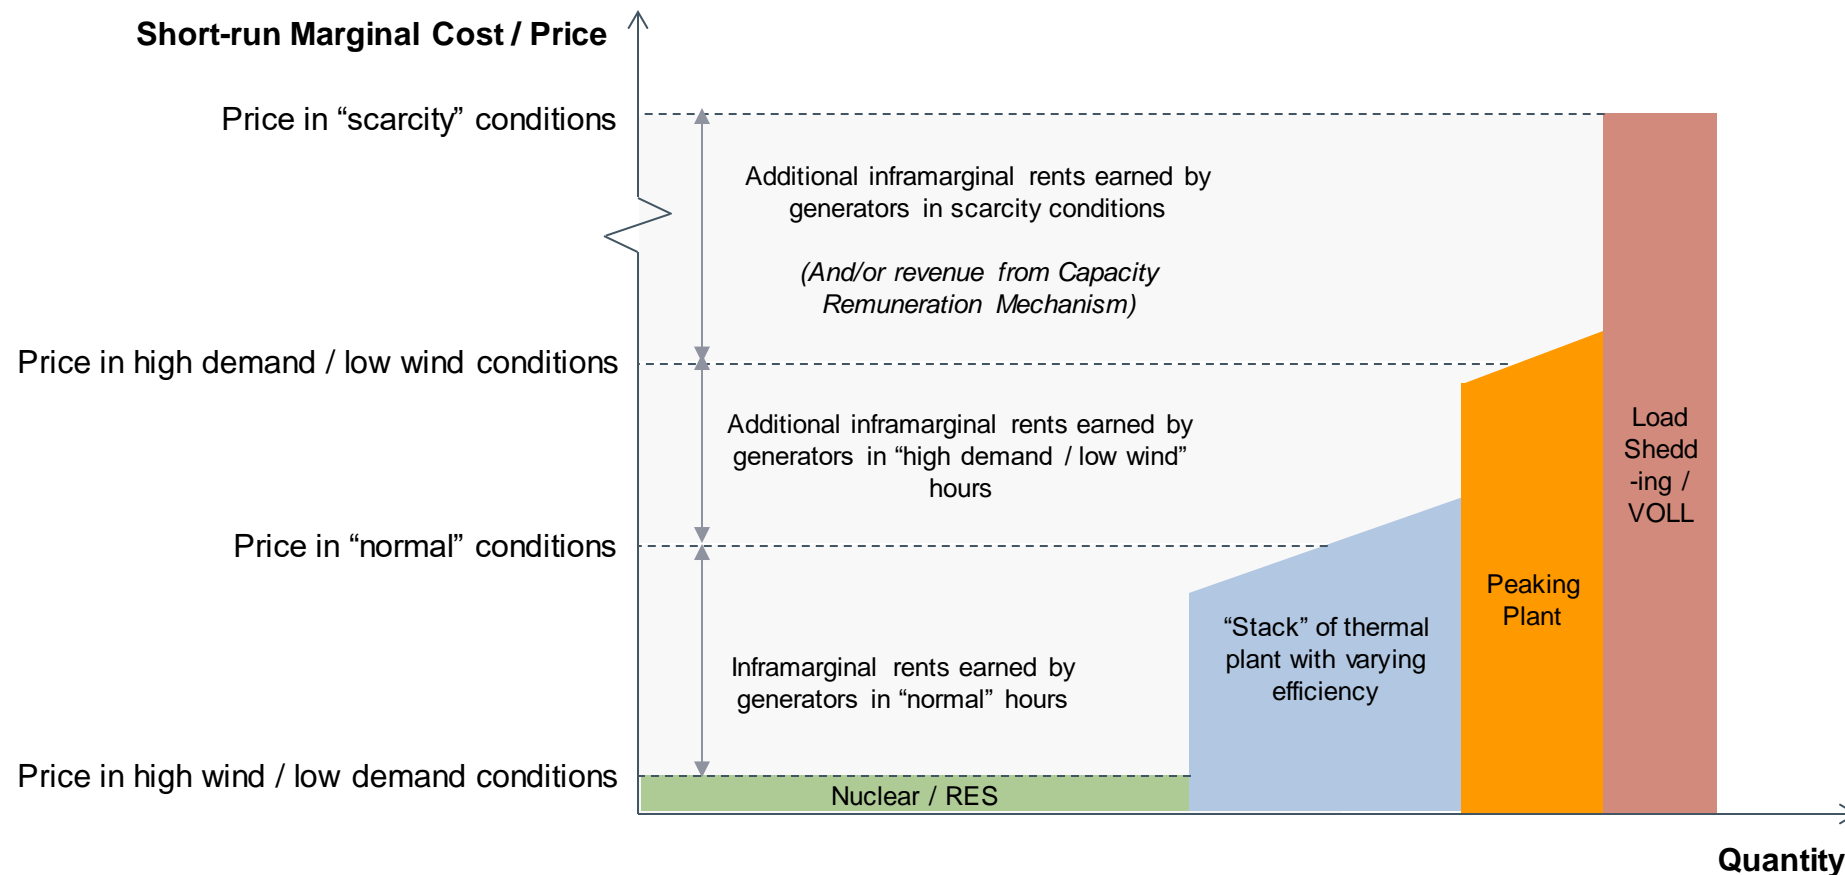 Short-run Marginal Cost / Price
Price in “scarcity” conditions
Additional inframarginal rents earned by
generators in scarcity conditions
(And/or revenue from Capacity
Remuneration Mechanism)
Price in high demand / low wind conditions
Additional inframarginal rents earned by
generators in “high demand / low wind”
hours
Load
Shedd
-ing /
VOLL
Price in “normal” conditions
Peaking
Plant
“Stack” of thermal
plant with varying
efficiency
Inframarginal rents earned by
generators in “normal” hours
Price in high wind / low demand conditions
Nuclear / RES
Quantity